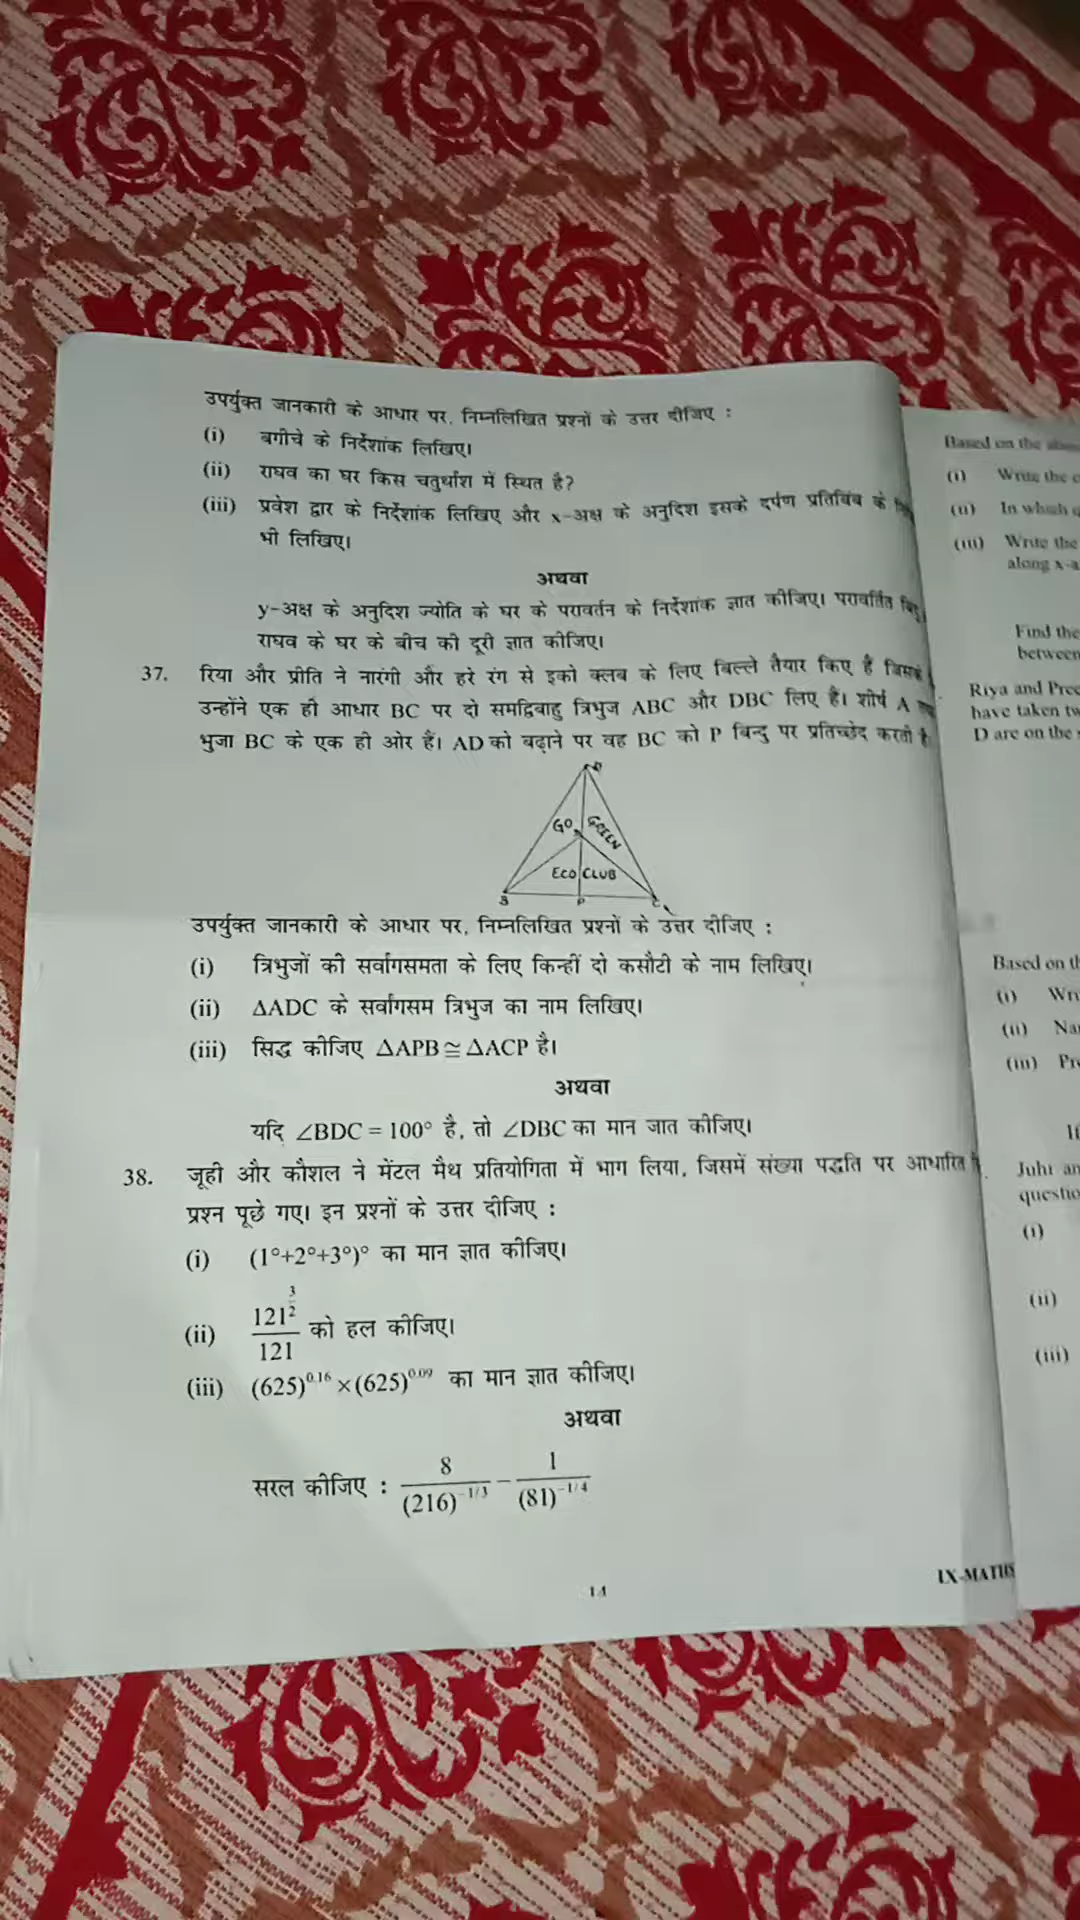 उपर्युक्त जानकारी के आधार पर, निम्नलिखित प्रश्नों के उत्तर दीजिए :
(i) बगीचे के निर्देशांक लिखिए।
(ii) राघव का घर किस चतुर्थांश में स्थित है?
(iii) प्रवेश द्वार के निर्देशांक लिखिए और x-अक्ष के अनुदिश इसके दर्पण प्रतिबिंब के
भी लिखिए।
अथवा
y-अक्ष के अनुदिश ज्योति के घर के परावर्तन के निर्देशांक ज्ञात कीजिए। परावर्तित
राघव के घर के बीच की दूरी ज्ञात कीजिए।
37. रिया और प्रीति ने नारंगी और हरे रंग से इको क्लब के लिए बिल्ले तैयार किए हैं जिसके
उन्होंने एक ही आधार BC पर दो समद्विबाहु त्रिभुज ABC और DBC लिए हैं। शीर्ष A
भुजा BC के एक ही ओर हैं। AD को बढ़ाने पर वह BC को P बिन्दु पर प्रतिच्छेद करती है
GO GREEN
ECO CLUB
B P C
उपर्युक्त जानकारी के आधार पर, निम्नलिखित प्रश्नों के उत्तर दीजिए :
(i) त्रिभुजों की सर्वांगसमता के लिए किन्हीं दो कसौटी के नाम लिखिए।
(ii) ΔADC के सर्वांगसम त्रिभुज का नाम लिखिए।
(iii) सिद्ध कीजिए ΔAPB ≅ ΔACP है।
अथवा
यदि ∠BDC = 100° है, तो ∠DBC का मान जात कीजिए।
38. जूही और कौशल ने मेंटल मैथ प्रतियोगिता में भाग लिया, जिसमें संख्या पद्धति पर आधारित
प्रश्न पूछे गए। इन प्रश्नों के उत्तर दीजिए :
(i) (1°+2°+3°)° का मान ज्ञात कीजिए।
(ii) 121^(3/2) / 121 को हल कीजिए।
(iii) (625)^0.16 × (625)^0.09 का मान ज्ञात कीजिए।
अथवा
सरल कीजिए : 8 / (216)^(-1/3) − 1 / (81)^(-1/4)
14
IX-MATHS
Based on the
(i) Write the
(ii) In which
(iii) Write the
along x-a
Find the
between
Riya and Pree
have taken tw
D are on the
Based on th
(i) Wri
(ii) Na
(iii) Pr
If
Juhi an
questio
(i)
(ii)
(iii)